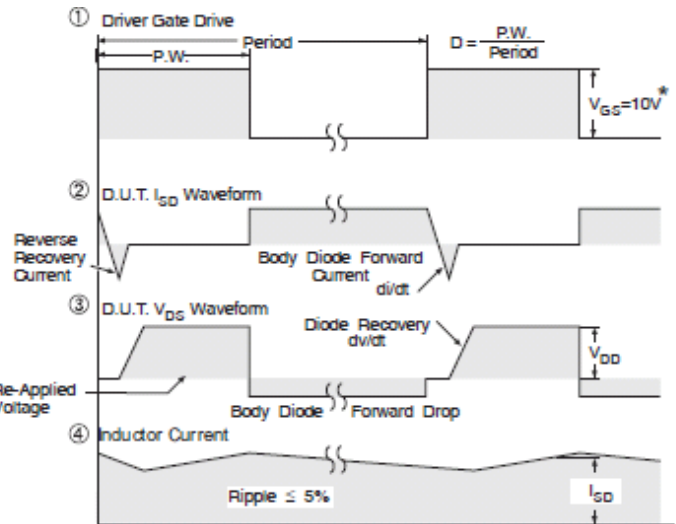 ① Driver Gate Drive
P.W.
Period
D = P.W.
Period
V_GS=10V*
② D.U.T. I_SD Waveform
Reverse
Recovery
Current
Body Diode Forward
Current
di/dt
③ D.U.T. V_DS Waveform
Diode Recovery
dv/dt
V_DD
Re-Applied
Voltage
Body Diode
Forward Drop
④ Inductor Current
Ripple ≤ 5%
I_SD